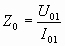 Z₀ = U₀₁ / I₀₁